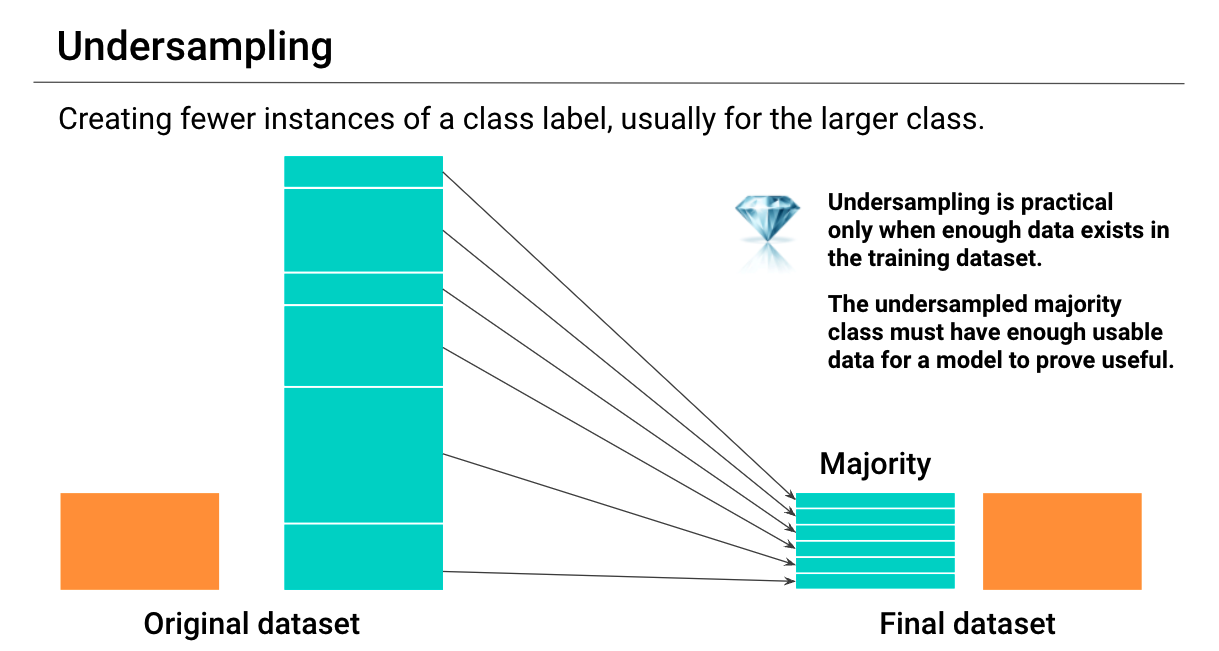 Undersampling
Creating fewer instances of a class label, usually for the larger class.
Undersampling is practical
only when enough data exists in
the training dataset.
The undersampled majority
class must have enough usable
data for a model to prove useful.
Majority
Original dataset
Final dataset